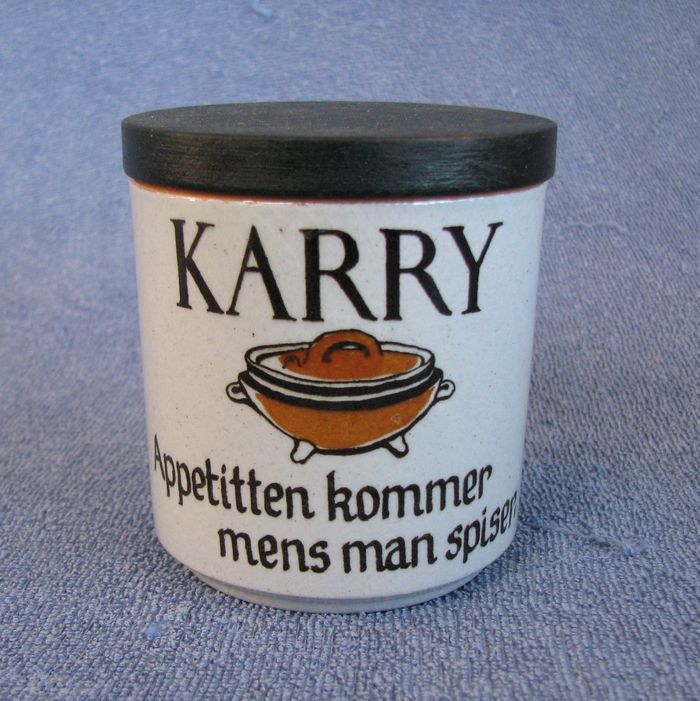 KARRY
Appetitten kommer
mens man spiser